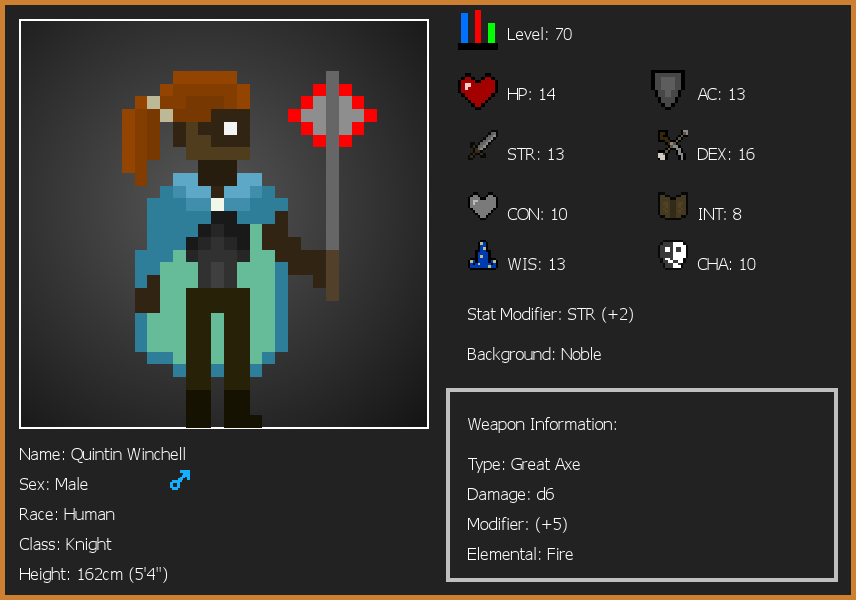 Level: 70
HP: 14
AC: 13
STR: 13
DEX: 16
CON: 10
INT: 8
WIS: 13
CHA: 10
Stat Modifier: STR (+2)
Background: Noble
Weapon Information:
Type: Great Axe
Damage: d6
Modifier: (+5)
Elemental: Fire
Name: Quintin Winchell
Sex: Male
Race: Human
Class: Knight
Height: 162cm (5'4")